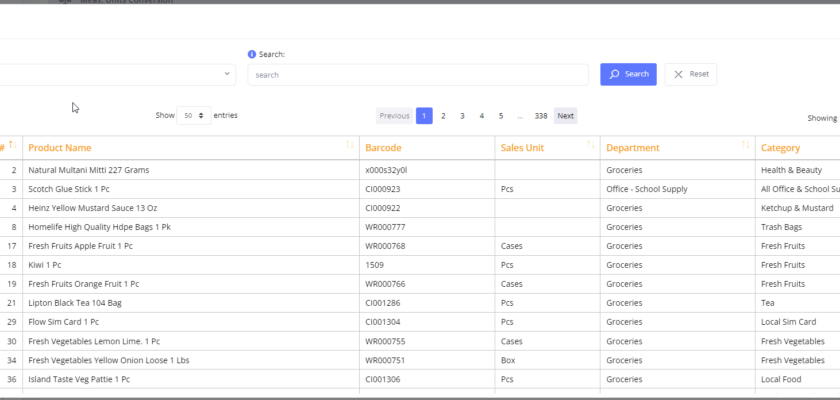 Meas. Units Conversion
Search:
search
Search
Reset
Show 50 entries
Previous 1 2 3 4 5 ... 338 Next
Showing
# Product Name Barcode Sales Unit Department Category
2 Natural Multani Mitti 227 Grams x000s32y0l Groceries Health & Beauty
3 Scotch Glue Stick 1 Pc CI000923 Pcs Office - School Supply All Office & School Su
4 Heinz Yellow Mustard Sauce 13 Oz CI000922 Groceries Ketchup & Mustard
8 Homelife High Quality Hdpe Bags 1 Pk WR000777 Groceries Trash Bags
17 Fresh Fruits Apple Fruit 1 Pc WR000768 Cases Groceries Fresh Fruits
18 Kiwi 1 Pc 1509 Pcs Groceries Fresh Fruits
19 Fresh Fruits Orange Fruit 1 Pc WR000766 Cases Groceries Fresh Fruits
21 Lipton Black Tea 104 Bag CI001286 Pcs Groceries Tea
29 Flow Sim Card 1 Pc CI001304 Pcs Groceries Local Sim Card
30 Fresh Vegetables Lemon Lime. 1 Pc WR000755 Cases Groceries Fresh Vegetables
34 Fresh Vegetables Yellow Onion Loose 1 Lbs WR000751 Box Groceries Fresh Vegetables
36 Island Taste Veg Pattie 1 Pc CI001306 Pcs Groceries Local Food